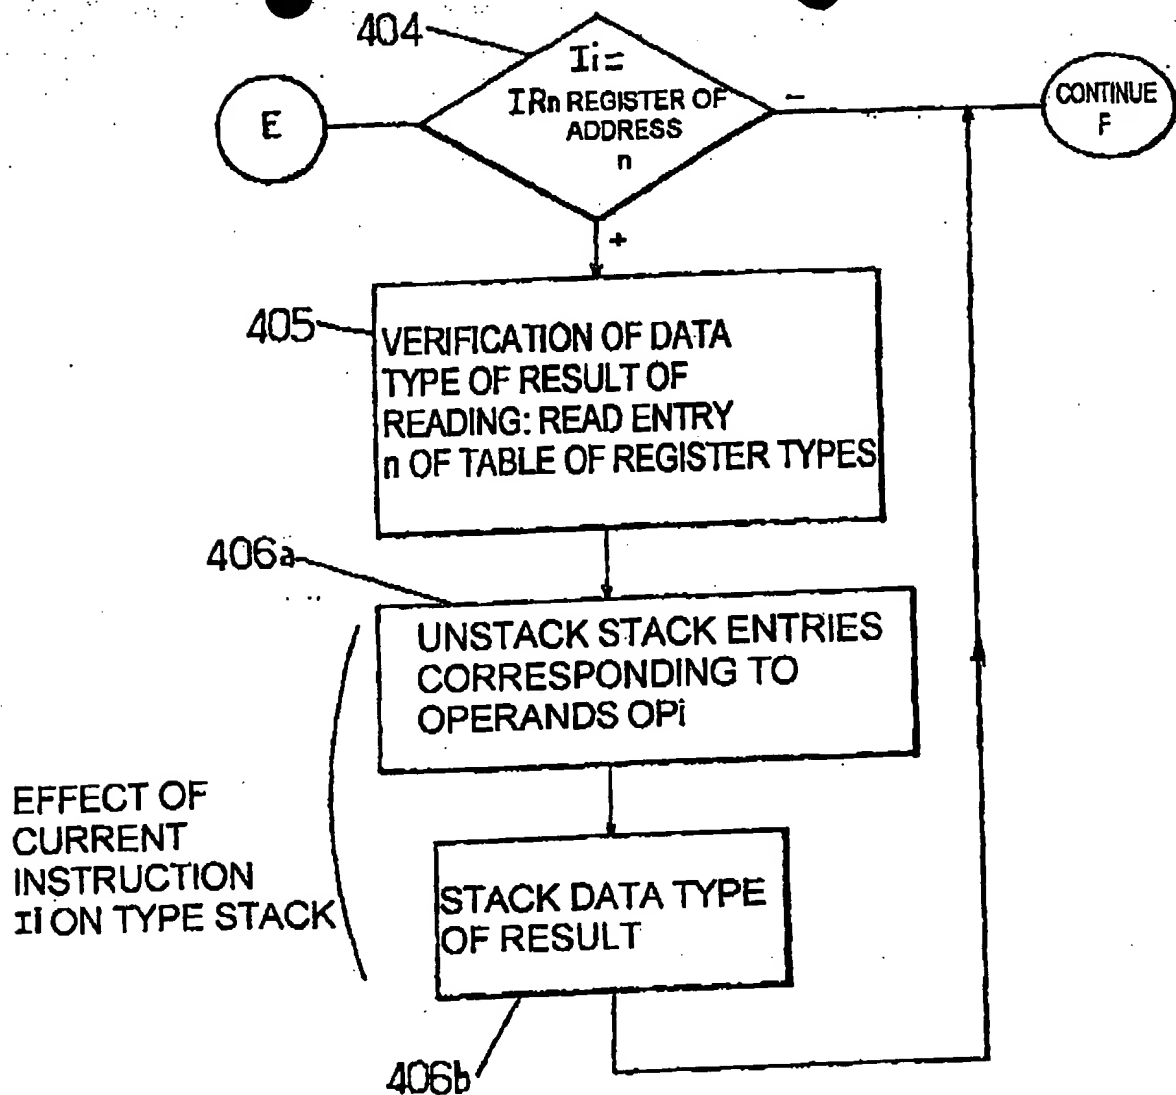 404
Ii=
IRn REGISTER OF
ADDRESS
n
E
-
CONTINUE
F
+
405
VERIFICATION OF DATA
TYPE OF RESULT OF
READING: READ ENTRY
n OF TABLE OF REGISTER TYPES
406a
UNSTACK STACK ENTRIES
CORRESPONDING TO
OPERANDS OPi
EFFECT OF
CURRENT
INSTRUCTION
Ii ON TYPE STACK
STACK DATA TYPE
OF RESULT
406b